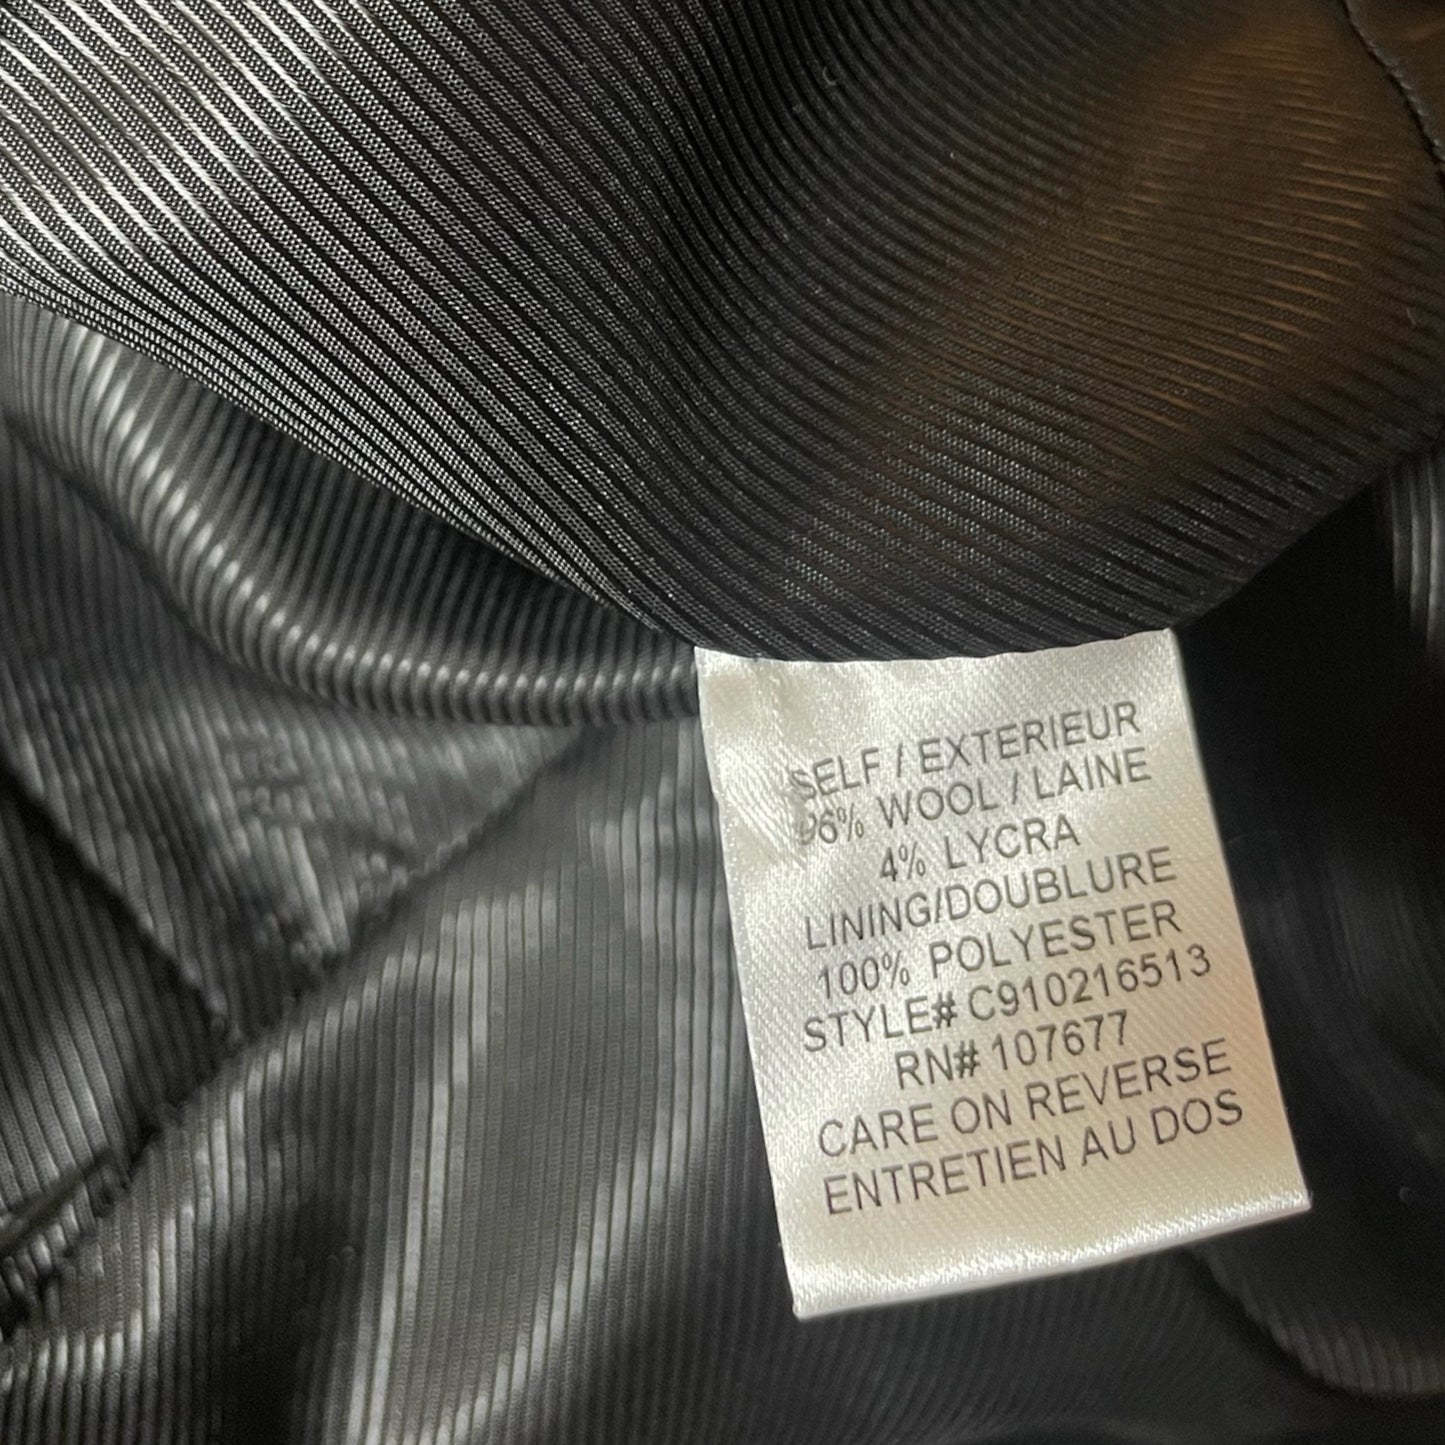 SELF / EXTERIEUR
96% WOOL / LAINE
4% LYCRA
LINING/DOUBLURE
100% POLYESTER
STYLE# C910216513
RN# 107677
CARE ON REVERSE
ENTRETIEN AU DOS